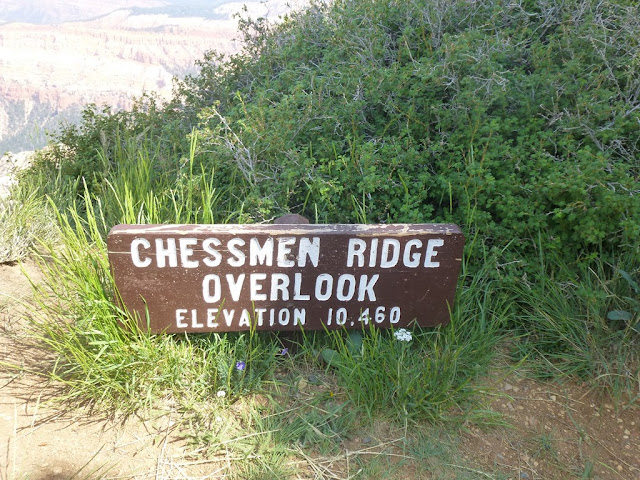 CHESSMEN RIDGE
OVERLOOK
ELEVATION 10,460